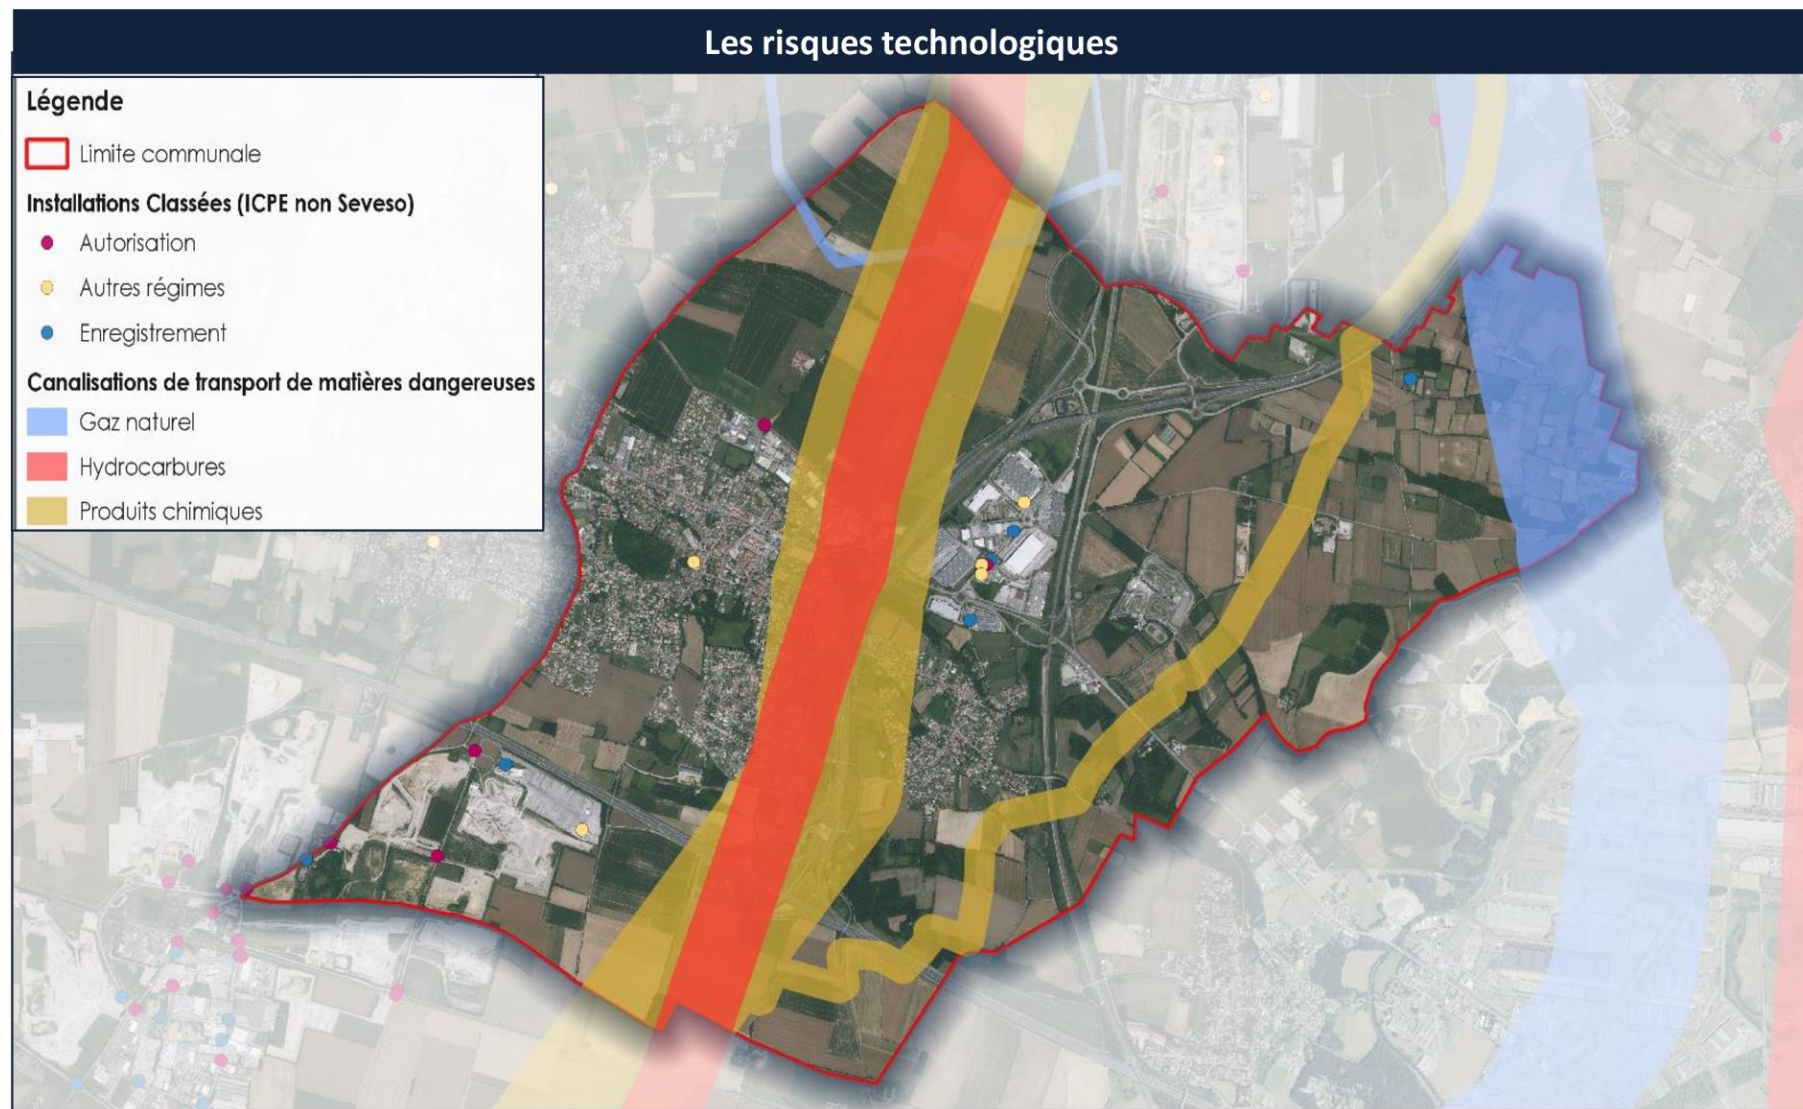 Les risques technologiques
Légende
Limite communale
Installations Classées (ICPE non Seveso)
Autorisation
Autres régimes
Enregistrement
Canalisations de transport de matières dangereuses
Gaz naturel
Hydrocarbures
Produits chimiques